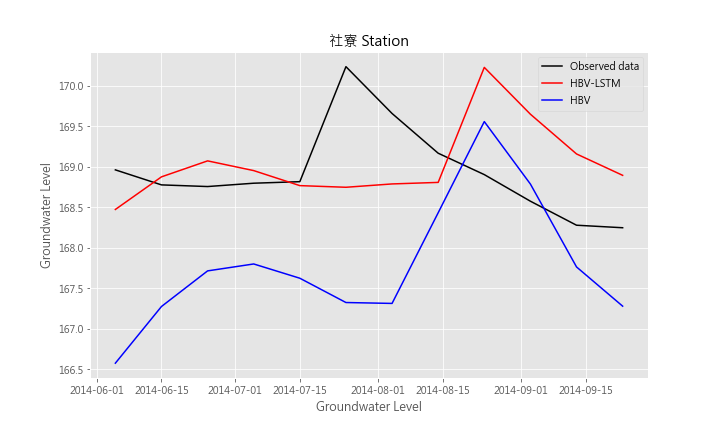 社寮 Station
Observed data
HBV-LSTM
HBV
Groundwater Level
170.0
169.5
169.0
168.5
168.0
167.5
167.0
166.5
2014-06-01 2014-06-15 2014-07-01 2014-07-15 2014-08-01 2014-08-15 2014-09-01 2014-09-15
Groundwater Level